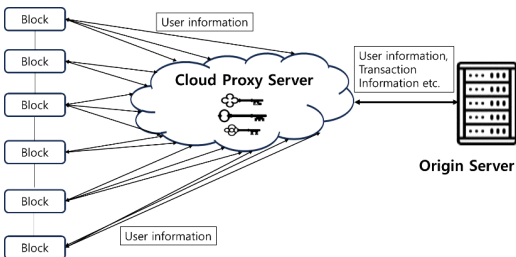 Block
User information
Block
User information,
Transaction
Information etc.
Cloud Proxy Server
Block
Block
Origin Server
Block
User information
Block